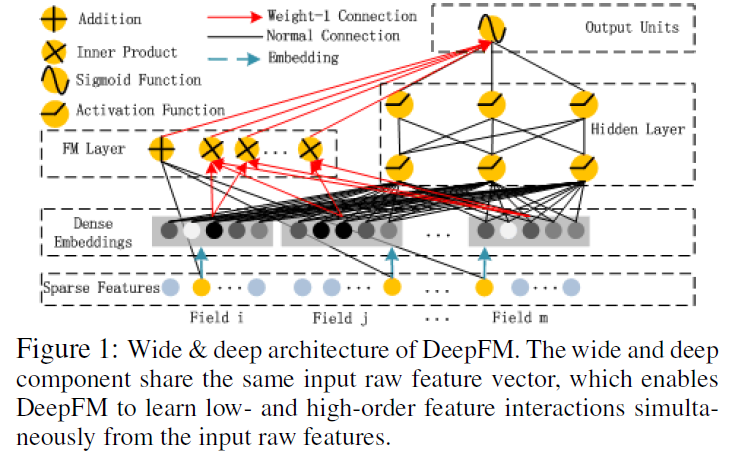 Addition
Inner Product
Sigmoid Function
Activation Function
Weight-1 Connection
Normal Connection
Embedding
Output Units
Hidden Layer
FM Layer
...
Dense
Embeddings
...
Sparse Features
... ... ... ...
Field i Field j ... Field m
Figure 1: Wide & deep architecture of DeepFM. The wide and deep
component share the same input raw feature vector, which enables
DeepFM to learn low- and high-order feature interactions simulta-
neously from the input raw features.